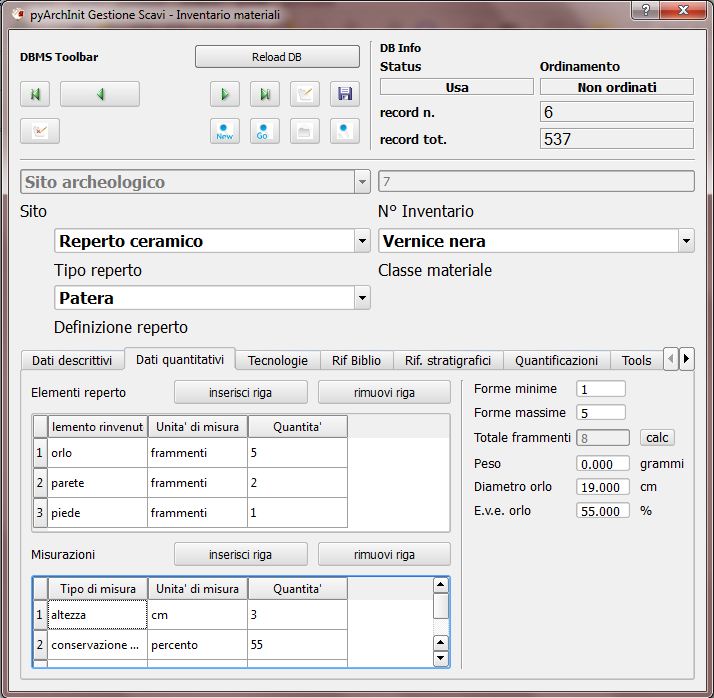 pyArchInit Gestione Scavi - Inventario materiali
DBMS Toolbar
Reload DB
DB Info
Status
Ordinamento
Usa
Non ordinati
record n.
6
record tot.
537
New
Go
Sito archeologico
7
Sito
N° Inventario
Reperto ceramico
Vernice nera
Tipo reperto
Classe materiale
Patera
Definizione reperto
Dati descrittivi
Dati quantitativi
Tecnologie
Rif Biblio
Rif. stratigrafici
Quantificazioni
Tools
Elementi reperto
inserisci riga
rimuovi riga
lemento rinvenut
Unita' di misura
Quantita'
1 orlo frammenti 5
2 parete frammenti 2
3 piede frammenti 1
Forme minime 1
Forme massime 5
Totale frammenti 8 calc
Peso 0.000 grammi
Diametro orlo 19.000 cm
E.v.e. orlo 55.000 %
Misurazioni
inserisci riga
rimuovi riga
Tipo di misura
Unita' di misura
Quantita'
1 altezza cm 3
2 conservazione ... percento 55